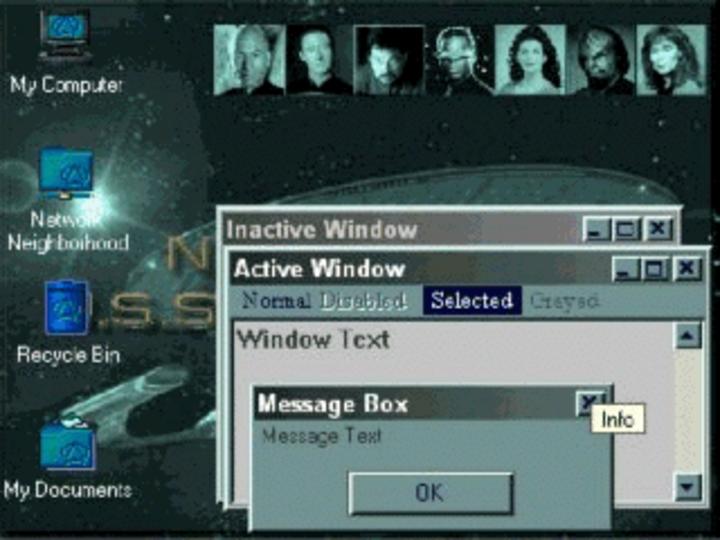 My Computer
Network
Neighborhood
Recycle Bin
My Documents
N
.S.S
Inactive Window
Active Window
Normal Disabled Selected Grayed
Window Text
Message Box
Info
Message Text
OK